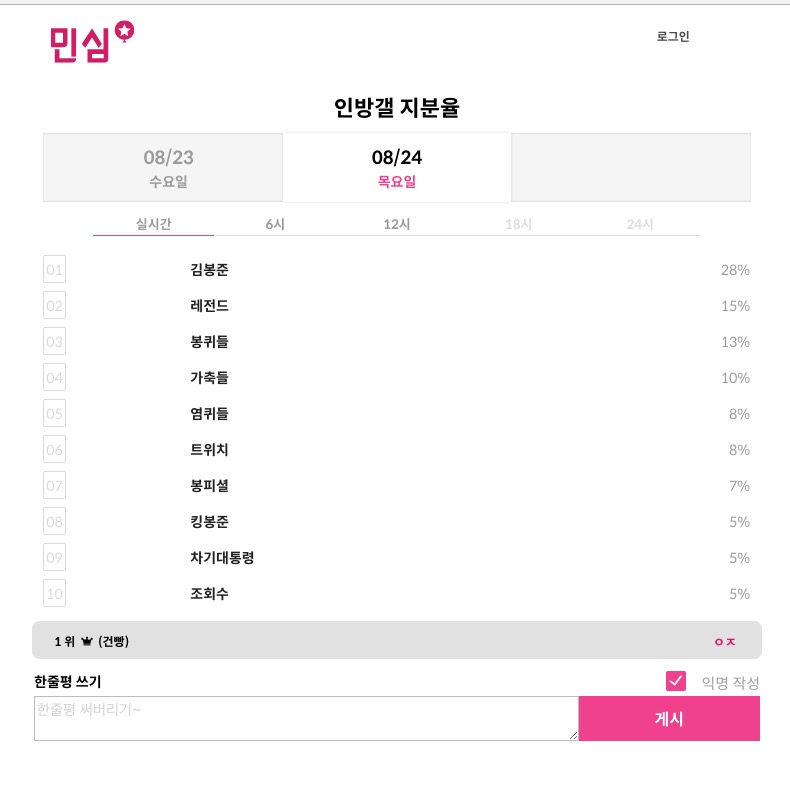 민심
로그인
인방갤 지분율
08/23
수요일
08/24
목요일
실시간 6시 12시 18시 24시
01 김봉준 28%
02 레전드 15%
03 봉퀴들 13%
04 가축들 10%
05 염퀴들 8%
06 트위치 8%
07 봉피셜 7%
08 킹봉준 5%
09 차기대통령 5%
10 조회수 5%
1 위 (건빵) ㅇㅈ
한줄평 쓰기 익명 작성
한줄평 써버리기~ 게시